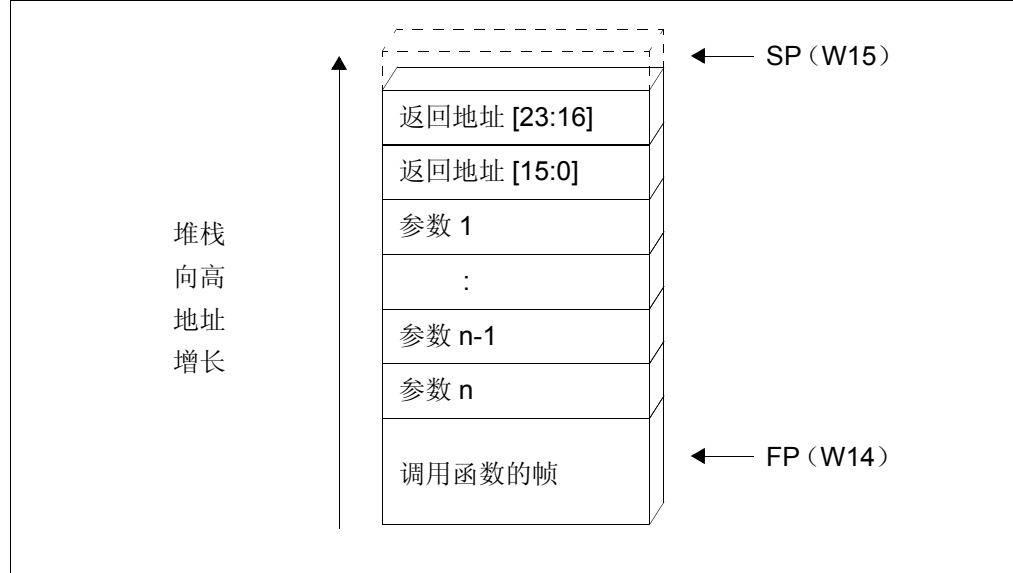 SP（W15）
返回地址 [23:16]
返回地址 [15:0]
参数 1
:
参数 n-1
参数 n
调用函数的帧
FP（W14）
堆栈
向高
地址
增长